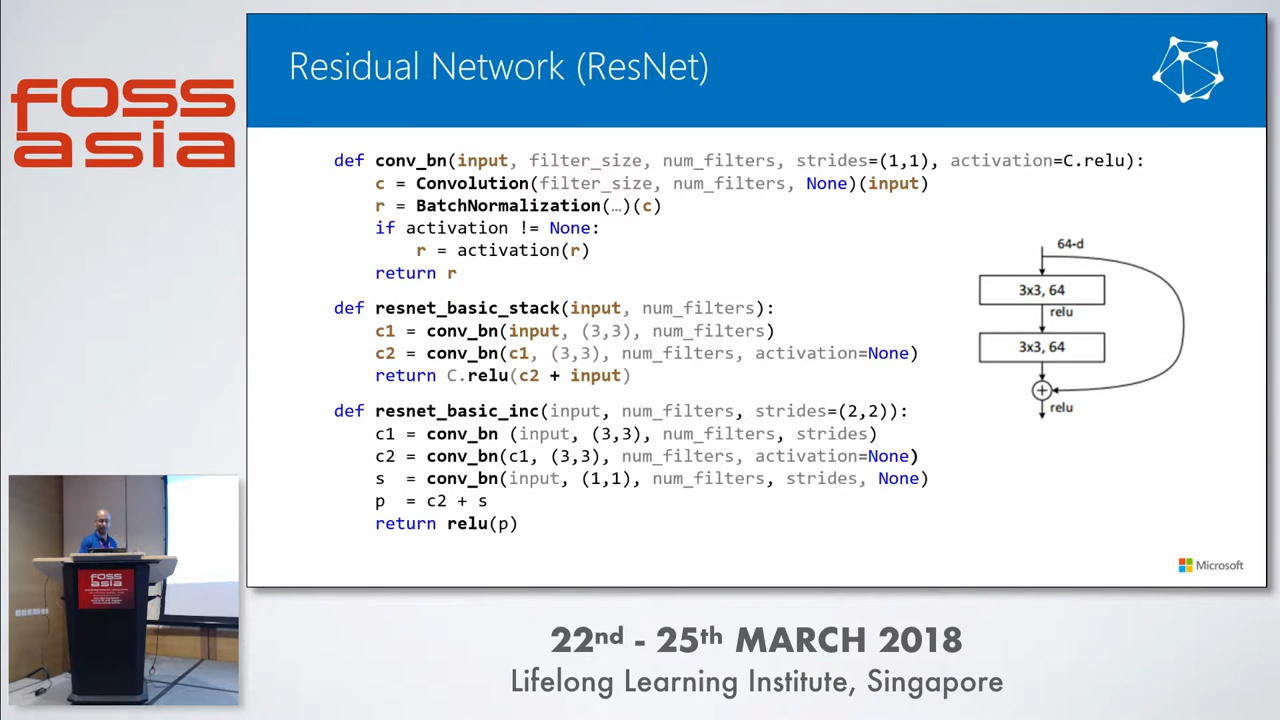 foss
asia
Residual Network (ResNet)
def conv_bn(input, filter_size, num_filters, strides=(1,1), activation=C.relu):
c = Convolution(filter_size, num_filters, None)(input)
r = BatchNormalization(…)(c)
if activation != None:
r = activation(r)
return r
def resnet_basic_stack(input, num_filters):
c1 = conv_bn(input, (3,3), num_filters)
c2 = conv_bn(c1, (3,3), num_filters, activation=None)
return C.relu(c2 + input)
def resnet_basic_inc(input, num_filters, strides=(2,2)):
c1 = conv_bn (input, (3,3), num_filters, strides)
c2 = conv_bn(c1, (3,3), num_filters, activation=None)
s = conv_bn(input, (1,1), num_filters, strides, None)
p = c2 + s
return relu(p)
64-d
3x3, 64
relu
3x3, 64
+
relu
Microsoft
foss
asia
22nd - 25th MARCH 2018
Lifelong Learning Institute, Singapore